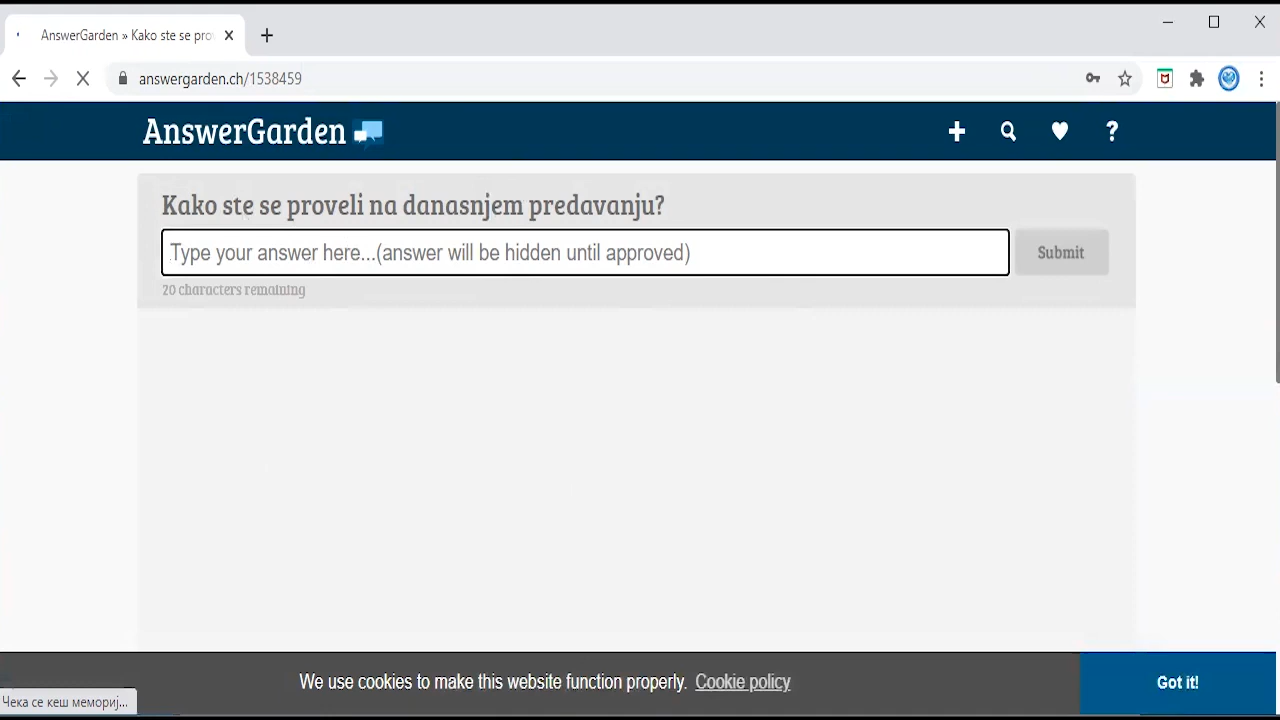 AnswerGarden » Kako ste se pro
answergarden.ch/1538459
AnswerGarden
Kako ste se proveli na danasnjem predavanju?
Type your answer here...(answer will be hidden until approved)
Submit
20 characters remaining
We use cookies to make this website function properly. Cookie policy
Got it!
Чека се кеш мемориј...